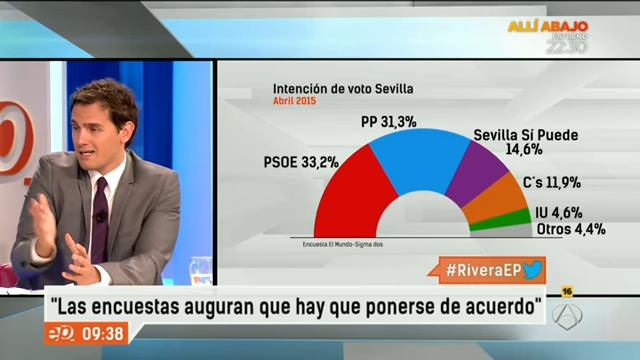 ALLÍ ABAJO
ESTRENO
22:30
Intención de voto Sevilla
Abril 2015
PP 31,3%
Sevilla Sí Puede
14,6%
PSOE 33,2%
C´s 11,9%
IU 4,6%
Otros 4,4%
Encuesta El Mundo-Sigma dos
#RiveraEP
16
"Las encuestas auguran que hay que ponerse de acuerdo"
ep 09:38